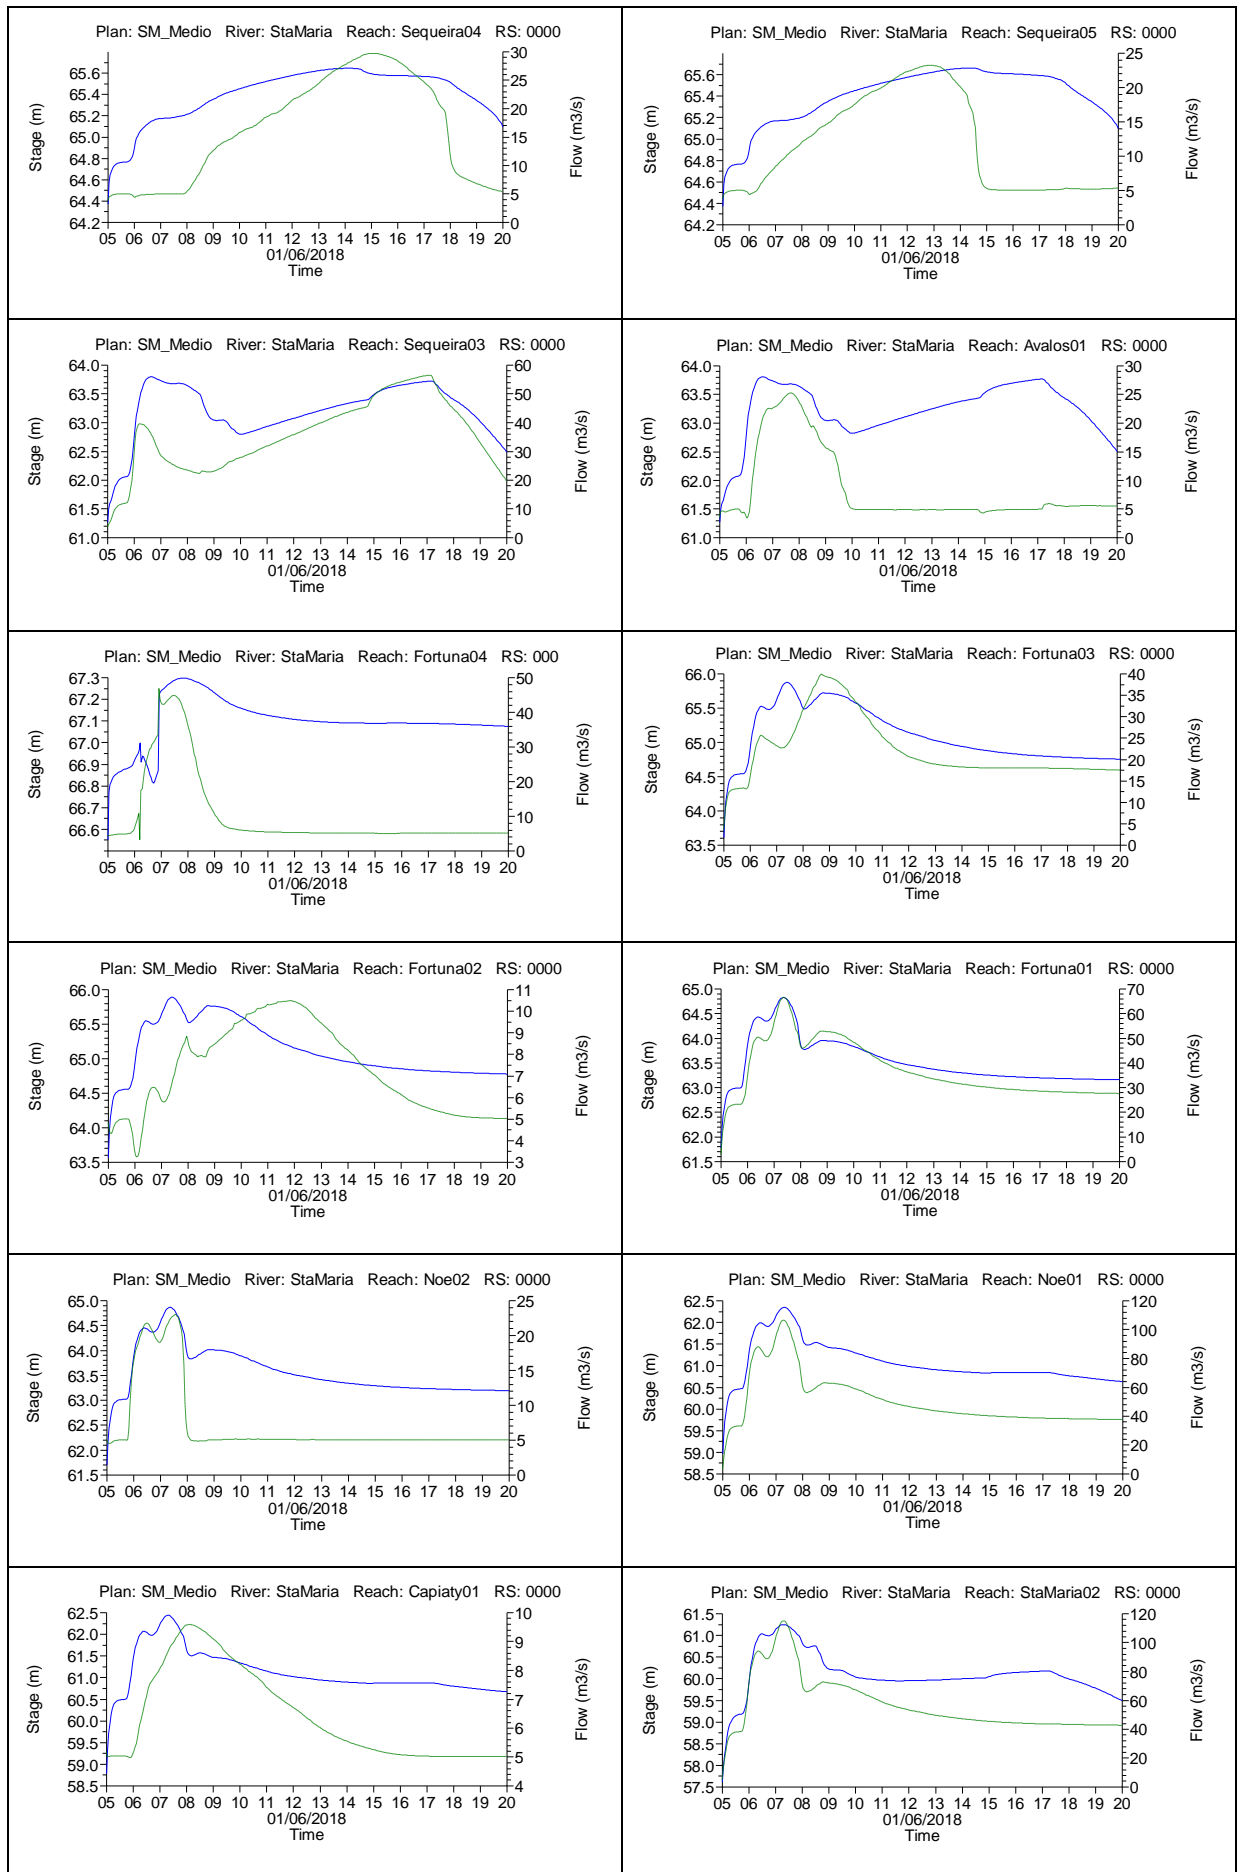 Plan: SM_Medio River: StaMaria Reach: Sequeira04 RS: 0000
Stage (m)
65.6 65.4 65.2 65.0 64.8 64.6 64.4 64.2
30 25 20 15 10 5 0
Flow (m3/s)
05 06 07 08 09 10 11 12 13 14 15 16 17 18 19 20
01/06/2018
Time
Plan: SM_Medio River: StaMaria Reach: Sequeira05 RS: 0000
Stage (m)
65.6 65.4 65.2 65.0 64.8 64.6 64.4 64.2
25 20 15 10 5 0
Flow (m3/s)
05 06 07 08 09 10 11 12 13 14 15 16 17 18 19 20
01/06/2018
Time
Plan: SM_Medio River: StaMaria Reach: Sequeira03 RS: 0000
Stage (m)
64.0 63.5 63.0 62.5 62.0 61.5 61.0
60 50 40 30 20 10 0
Flow (m3/s)
05 06 07 08 09 10 11 12 13 14 15 16 17 18 19 20
01/06/2018
Time
Plan: SM_Medio River: StaMaria Reach: Avalos01 RS: 0000
Stage (m)
64.0 63.5 63.0 62.5 62.0 61.5 61.0
30 25 20 15 10 5 0
Flow (m3/s)
05 06 07 08 09 10 11 12 13 14 15 16 17 18 19 20
01/06/2018
Time
Plan: SM_Medio River: StaMaria Reach: Fortuna04 RS: 000
Stage (m)
67.3 67.2 67.1 67.0 66.9 66.8 66.7 66.6
50 40 30 20 10 0
Flow (m3/s)
05 06 07 08 09 10 11 12 13 14 15 16 17 18 19 20
01/06/2018
Time
Plan: SM_Medio River: StaMaria Reach: Fortuna03 RS: 0000
Stage (m)
66.0 65.5 65.0 64.5 64.0 63.5
40 35 30 25 20 15 10 5 0
Flow (m3/s)
05 06 07 08 09 10 11 12 13 14 15 16 17 18 19 20
01/06/2018
Time
Plan: SM_Medio River: StaMaria Reach: Fortuna02 RS: 0000
Stage (m)
66.0 65.5 65.0 64.5 64.0 63.5
11 10 9 8 7 6 5 4 3
Flow (m3/s)
05 06 07 08 09 10 11 12 13 14 15 16 17 18 19 20
01/06/2018
Time
Plan: SM_Medio River: StaMaria Reach: Fortuna01 RS: 0000
Stage (m)
65.0 64.5 64.0 63.5 63.0 62.5 62.0 61.5
70 60 50 40 30 20 10 0
Flow (m3/s)
05 06 07 08 09 10 11 12 13 14 15 16 17 18 19 20
01/06/2018
Time
Plan: SM_Medio River: StaMaria Reach: Noe02 RS: 0000
Stage (m)
65.0 64.5 64.0 63.5 63.0 62.5 62.0 61.5
25 20 15 10 5 0
Flow (m3/s)
05 06 07 08 09 10 11 12 13 14 15 16 17 18 19 20
01/06/2018
Time
Plan: SM_Medio River: StaMaria Reach: Noe01 RS: 0000
Stage (m)
62.5 62.0 61.5 61.0 60.5 60.0 59.5 59.0 58.5
120 100 80 60 40 20 0
Flow (m3/s)
05 06 07 08 09 10 11 12 13 14 15 16 17 18 19 20
01/06/2018
Time
Plan: SM_Medio River: StaMaria Reach: Capiaty01 RS: 0000
Stage (m)
62.5 62.0 61.5 61.0 60.5 60.0 59.5 59.0 58.5
10 9 8 7 6 5 4
Flow (m3/s)
05 06 07 08 09 10 11 12 13 14 15 16 17 18 19 20
01/06/2018
Time
Plan: SM_Medio River: StaMaria Reach: StaMaria02 RS: 0000
Stage (m)
61.5 61.0 60.5 60.0 59.5 59.0 58.5 58.0 57.5
120 100 80 60 40 20 0
Flow (m3/s)
05 06 07 08 09 10 11 12 13 14 15 16 17 18 19 20
01/06/2018
Time